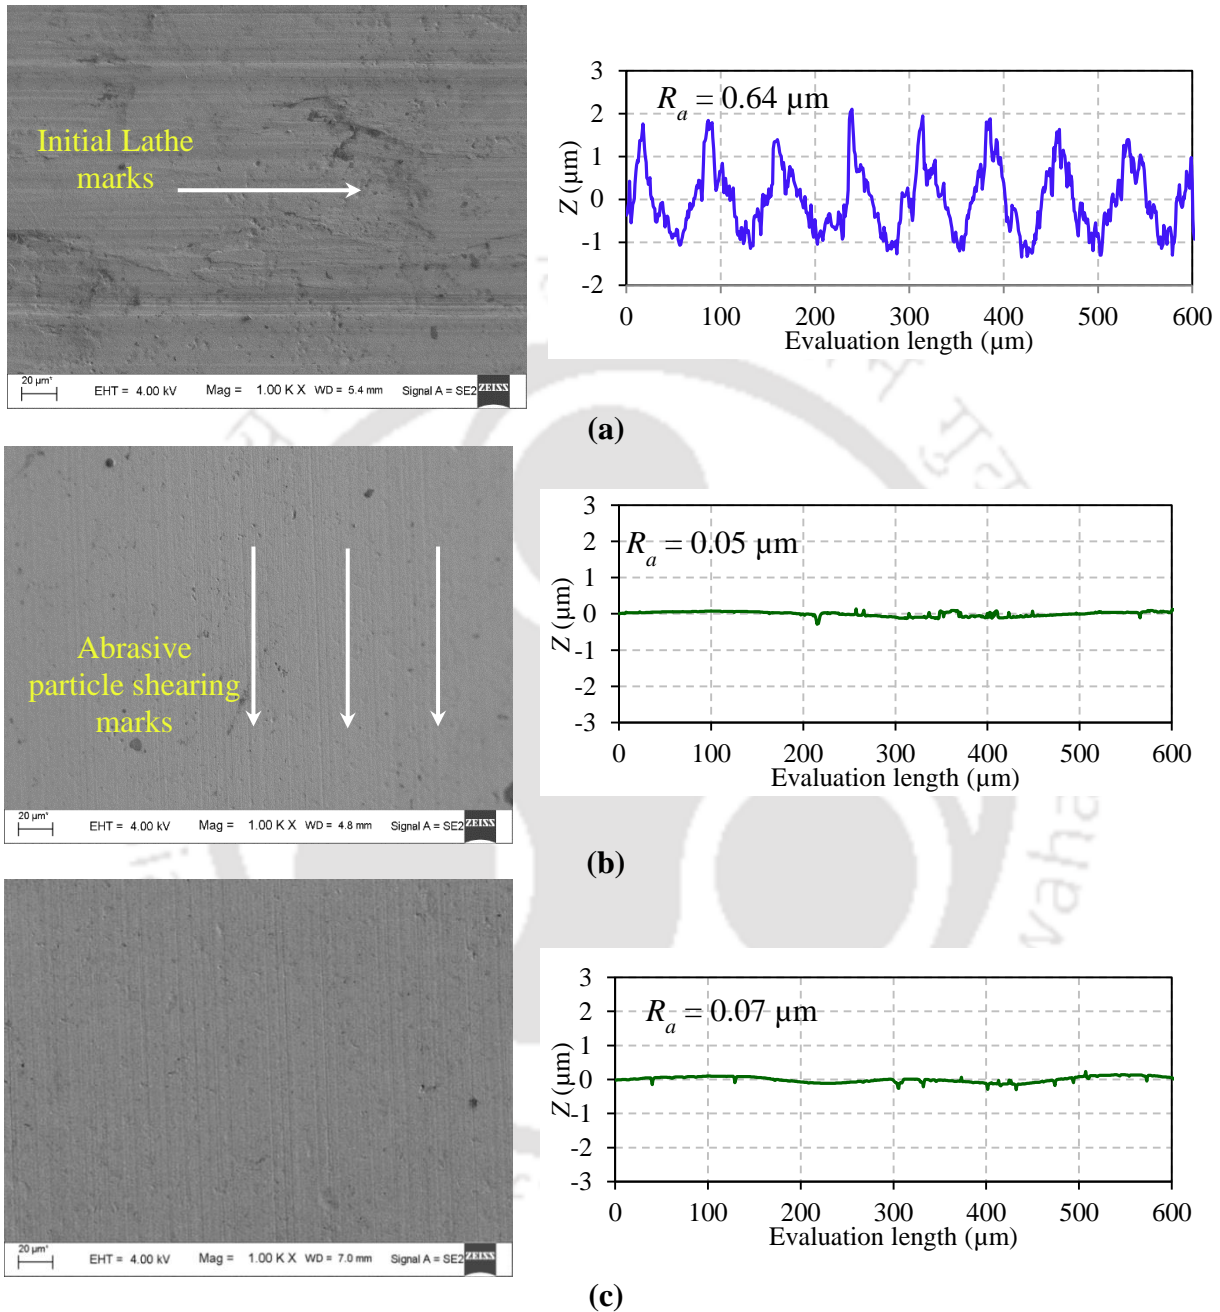 Initial Lathe
marks
20 µm*
EHT = 4.00 kV Mag = 1.00 K X WD = 5.4 mm Signal A = SE2 ZEISS
3
2
1
0
-1
-2
Z (µm)
Ra = 0.64 µm
0 100 200 300 400 500 600
Evaluation length (µm)
(a)
Abrasive
particle shearing
marks
20 µm*
EHT = 4.00 kV Mag = 1.00 K X WD = 4.8 mm Signal A = SE2 ZEISS
3
2
1
0
-1
-2
-3
Z (µm)
Ra = 0.05 µm
0 100 200 300 400 500 600
Evaluation length (µm)
(b)
20 µm*
EHT = 4.00 kV Mag = 1.00 K X WD = 7.0 mm Signal A = SE2 ZEISS
3
2
1
0
-1
-2
-3
Z (µm)
Ra = 0.07 µm
0 100 200 300 400 500 600
Evaluation length (µm)
(c)
vaha